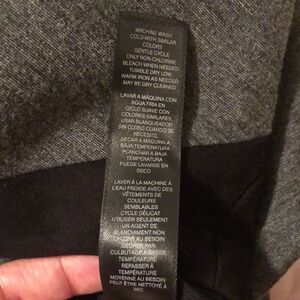 MACHINE WASH
COLD-WITH SIMILAR
COLORS
GENTLE CYCLE
ONLY NON-CHLORINE
BLEACH WHEN NEEDED
TUMBLE DRY LOW
WARM IRON AS NEEDED
MAY BE DRY CLEANED
LAVAR A MÁQUINA CON
AGUA FRIA EN
CICLO SUAVE CON
COLORES SIMILARES,
USAR BLANQUEADOR
SIN CLORO CUANDO SE
NECESITE,
SECAR A MÁQUINA A
BAJA TEMPERATURA
PLANCHAR A BAJA
TEMPERATURA
PUEDE LAVARSE EN
SECO
LAVER À LA MACHINE À
L'EAU FROIDE AVEC DES
VÊTEMENTS DE
COULEURS
SEMBLABLES
CYCLE DÉLICAT
UTILISER SEULEMENT
UN AGENT DE
BLANCHIMENT NON
CHLORÉ AU BESOIN
SÉCHER PAR
CULBUTAGE À BASSE
TEMPÉRATURE
REPASSER À
TEMPÉRATURE
MOYENNE AU BESOIN
PEUT ÊTRE NETTOYÉ À
SEC